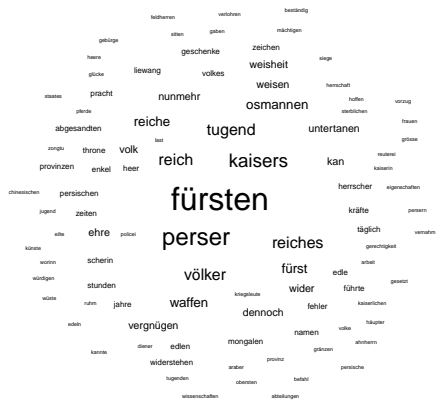 beständig
feldherren verlohren
sitten gaben mächtigen
gebürge geschenke zeichen
heere liewang volkes weisheit siege
glücke weisen herrschaft
staates pracht nunmehr osmannen hoffen vorzug
pferde sterblichen
abgesandten reiche tugend untertanen frauen
last grösse
zongtu throne volk reich kaisers kan reuterei
provinzen enkel heer kaiserin
chinesischen persischen fürsten herrscher eigenschaften
jugend zeiten kräfte persern
elite ehre policei perser reiches täglich vernahm
künste gerechtigkeit
worinn scherin völker fürst edle arbeit
würdigen stunden wider führte gesetzt
wüste ruhm jahre waffen kriegsleute fehler kaiserlichen
edeln vergnügen dennoch namen volke häupter
diener edlen mongalen gränzen ahnherrn
kannte widerstehen araber provinz persische
tugenden obersten befahl
wissenschaften abteilungen